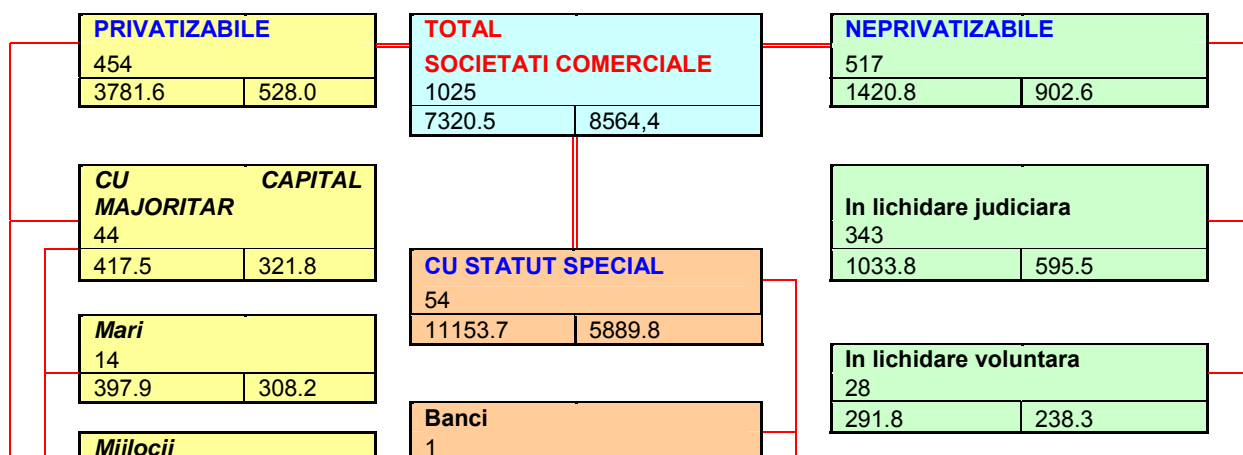 PRIVATIZABILE
454
3781.6 528.0
CU CAPITAL
MAJORITAR
44
417.5 321.8
Mari
14
397.9 308.2
Mijlocii
TOTAL
SOCIETATI COMERCIALE
1025
7320.5 8564,4
CU STATUT SPECIAL
54
11153.7 5889.8
Banci
1
NEPRIVATIZABILE
517
1420.8 902.6
In lichidare judiciara
343
1033.8 595.5
In lichidare voluntara
28
291.8 238.3